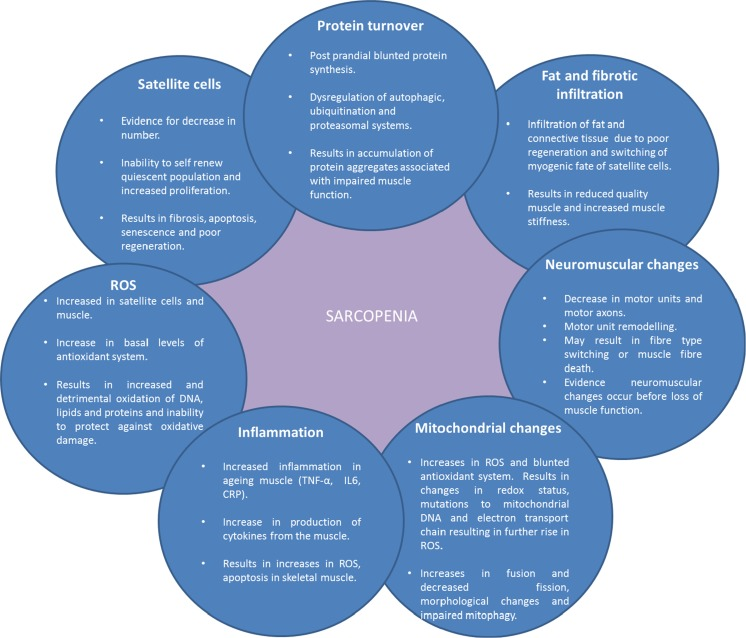 Protein turnover
• Post prandial blunted protein
synthesis.
• Dysregulation of autophagic,
ubiquitination and
proteasomal systems.
• Results in accumulation of
protein aggregates associated
with impaired muscle
function.
Satellite cells
• Evidence for decrease in
number.
• Inability to self renew
quiescent population and
increased proliferation.
• Results in fibrosis, apoptosis,
senescence and poor
regeneration.
Fat and fibrotic
infiltration
• Infiltration of fat and
connective tissue due to poor
regeneration and switching of
myogenic fate of satellite cells.
• Results in reduced quality
muscle and increased muscle
stiffness.
ROS
• Increased in satellite cells and
muscle.
• Increase in basal levels of
antioxidant system.
• Results in increased and
detrimental oxidation of DNA,
lipids and proteins and inability
to protect against oxidative
damage.
SARCOPENIA
Neuromuscular changes
• Decrease in motor units and
motor axons.
• Motor unit remodelling.
• May result in fibre type
switching or muscle fibre
death.
• Evidence neuromuscular
changes occur before loss of
muscle function.
Inflammation
• Increased inflammation in
ageing muscle (TNF-α, IL6,
CRP).
• Increase in production of
cytokines from the muscle.
• Results in increases in ROS,
apoptosis in skeletal muscle.
Mitochondrial changes
• Increases in ROS and blunted
antioxidant system. Results in
changes in redox status,
mutations to mitochondrial
DNA and electron transport
chain resulting in further rise in
ROS.
• Increases in fusion and
decreased fission,
morphological changes and
impaired mitophagy.